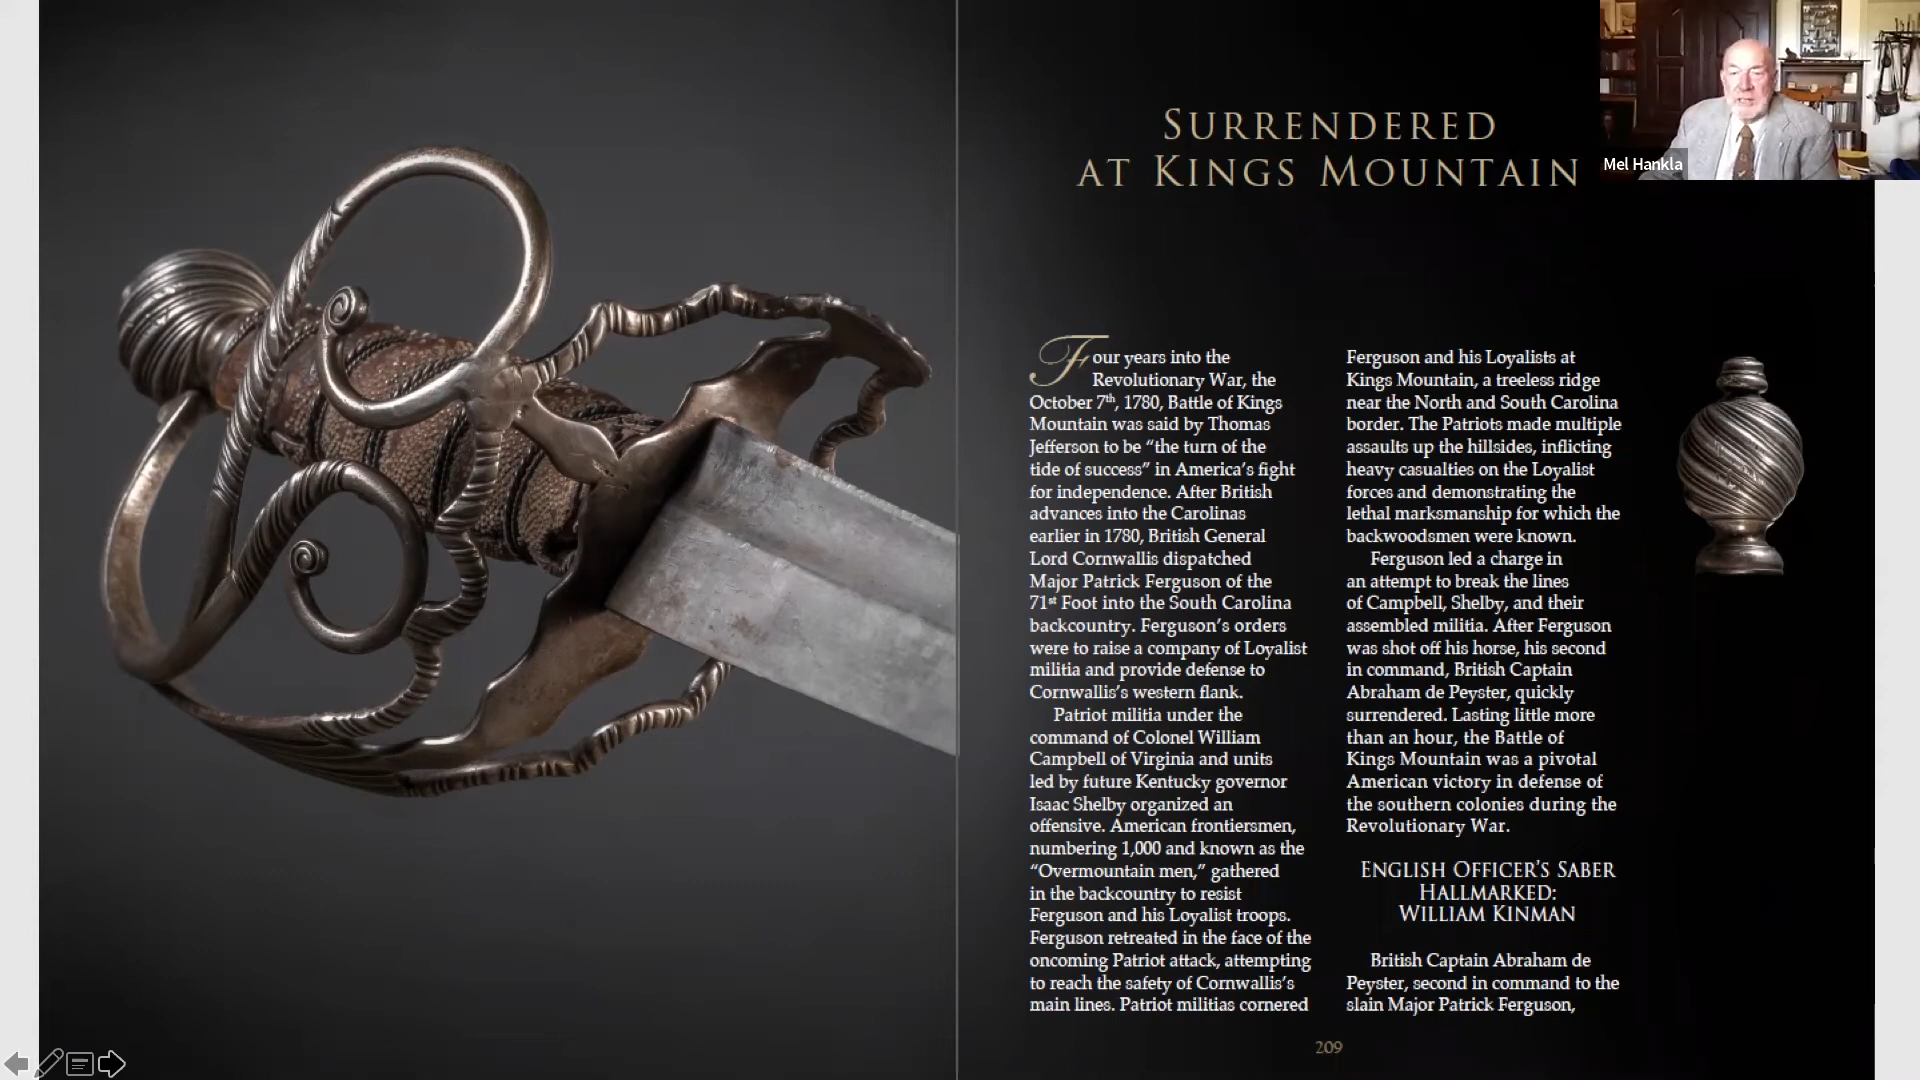 SURRENDERED
AT KINGS MOUNTAIN
Mel Hankla
Four years into the
Revolutionary War, the
October 7th, 1780, Battle of Kings
Mountain was said by Thomas
Jefferson to be “the turn of the
tide of success” in America’s fight
for independence. After British
advances into the Carolinas
earlier in 1780, British General
Lord Cornwallis dispatched
Major Patrick Ferguson of the
71st Foot into the South Carolina
backcountry. Ferguson’s orders
were to raise a company of Loyalist
militia and provide defense to
Cornwallis’s western flank.
Patriot militia under the
command of Colonel William
Campbell of Virginia and units
led by future Kentucky governor
Isaac Shelby organized an
offensive. American frontiersmen,
numbering 1,000 and known as the
“Overmountain men,” gathered
in the backcountry to resist
Ferguson and his Loyalist troops.
Ferguson retreated in the face of the
oncoming Patriot attack, attempting
to reach the safety of Cornwallis’s
main lines. Patriot militias cornered
Ferguson and his Loyalists at
Kings Mountain, a treeless ridge
near the North and South Carolina
border. The Patriots made multiple
assaults up the hillsides, inflicting
heavy casualties on the Loyalist
forces and demonstrating the
lethal marksmanship for which the
backwoodsmen were known.
Ferguson led a charge in
an attempt to break the lines
of Campbell, Shelby, and their
assembled militia. After Ferguson
was shot off his horse, his second
in command, British Captain
Abraham de Peyster, quickly
surrendered. Lasting little more
than an hour, the Battle of
Kings Mountain was a pivotal
American victory in defense of
the southern colonies during the
Revolutionary War.
ENGLISH OFFICER’S SABER
HALLMARKED:
WILLIAM KINMAN
British Captain Abraham de
Peyster, second in command to the
slain Major Patrick Ferguson,
209